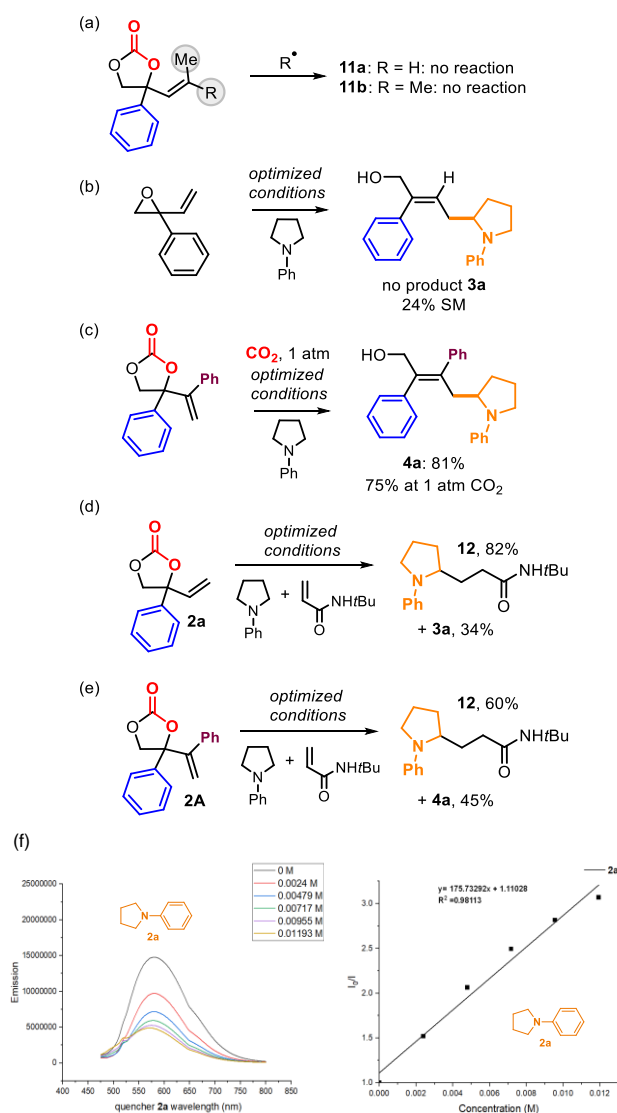 (a)
O
O
O
Me
R
R•
11a: R = H: no reaction
11b: R = Me: no reaction
(b)
O
optimized
conditions
N
Ph
HO
H
N
Ph
no product 3a
24% SM
(c)
O
O
O
Ph
CO2, 1 atm
optimized
conditions
N
Ph
HO
Ph
N
Ph
4a: 81%
75% at 1 atm CO2
(d)
O
O
O
2a
optimized
conditions
N
Ph
+
NHtBu
O
12, 82%
N
Ph
NHtBu
O
+ 3a, 34%
(e)
O
O
O
Ph
2A
optimized
conditions
N
Ph
+
NHtBu
O
12, 60%
N
Ph
NHtBu
O
+ 4a, 45%
(f)
25000000
20000000
15000000
10000000
5000000
0
Emission
400 450 500 550 600 650 700 750 800 850
quencher 2a wavelength (nm)
N
2a
0 M
0.0024 M
0.00479 M
0.00717 M
0.00955 M
0.01193 M
2a
y= 175.73292x + 1.11028
R2 =0.98113
3.0
2.5
2.0
1.5
1.0
I0/I
0.000 0.002 0.004 0.006 0.008 0.010 0.012
Concentration (M)
N
2a